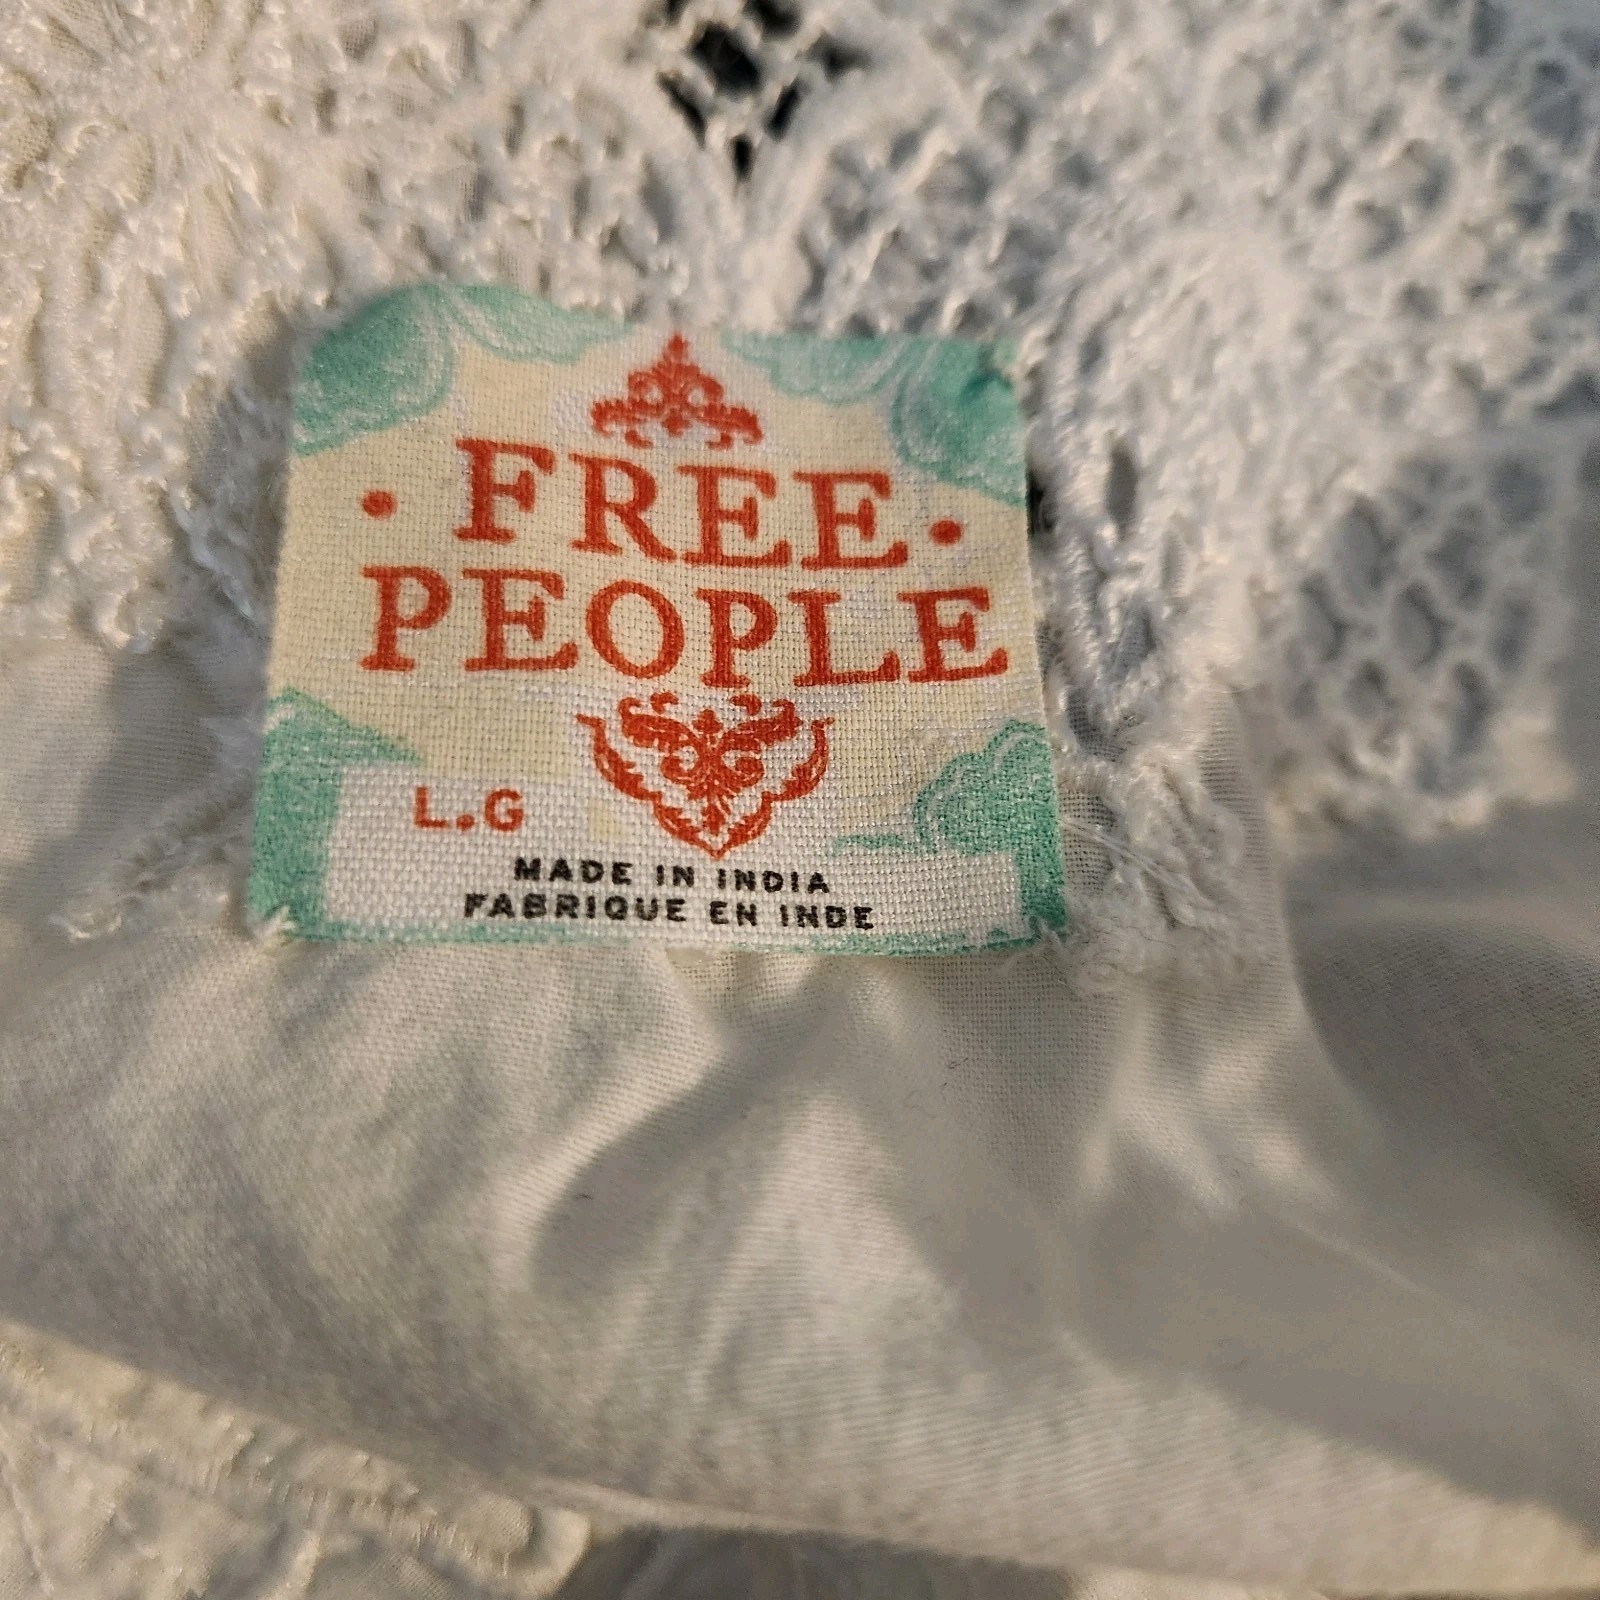 • FREE •
PEOPLE
L.G
MADE IN INDIA
FABRIQUE EN INDE